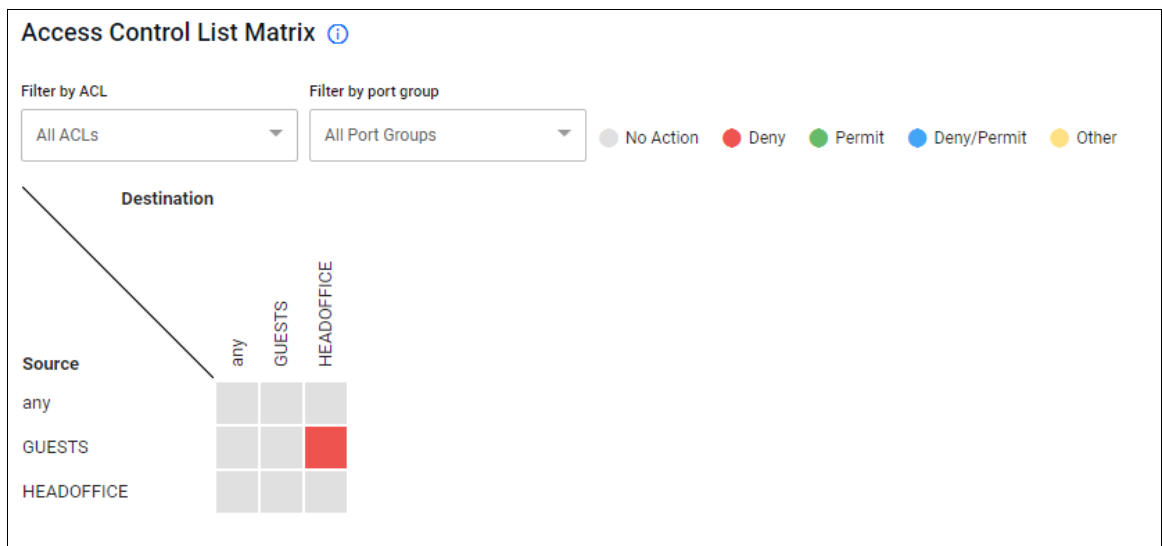 Access Control List Matrix
Filter by ACL
Filter by port group
All ACLs
All Port Groups
No Action
Deny
Permit
Deny/Permit
Other
Destination
any
GUESTS
HEADOFFICE
Source
any
GUESTS
HEADOFFICE